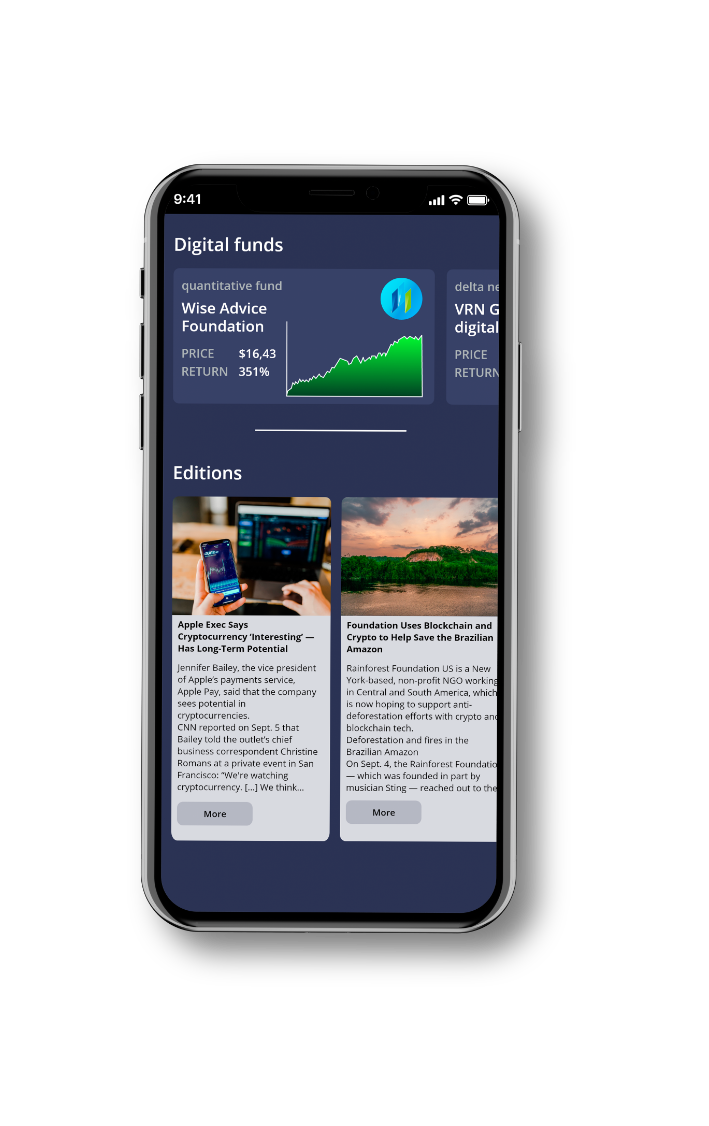 9:41
Digital funds
quantitative fund
Wise Advice
Foundation
PRICE $16,43
RETURN 351%
delta ne
VRN G
digital
PRICE
RETURN
Editions
Apple Exec Says
Cryptocurrency ‘Interesting’ —
Has Long-Term Potential
Jennifer Bailey, the vice president
of Apple’s payments service,
Apple Pay, said that the company
sees potential in
cryptocurrencies.
CNN reported on Sept. 5 that
Bailey told the outlet’s chief
business correspondent Christine
Romans at a private event in San
Francisco: “We’re watching
cryptocurrency. [...] We think...
More
Foundation Uses Blockchain and
Crypto to Help Save the Brazilian
Amazon
Rainforest Foundation US is a New
York-based, non-profit NGO working
in Central and South America, which
is now hoping to support anti-
deforestation efforts with crypto and
blockchain tech.
Deforestation and fires in the
Brazilian Amazon
On Sept. 4, the Rainforest Foundatio
— which was founded in part by
musician Sting — reached out to the
More